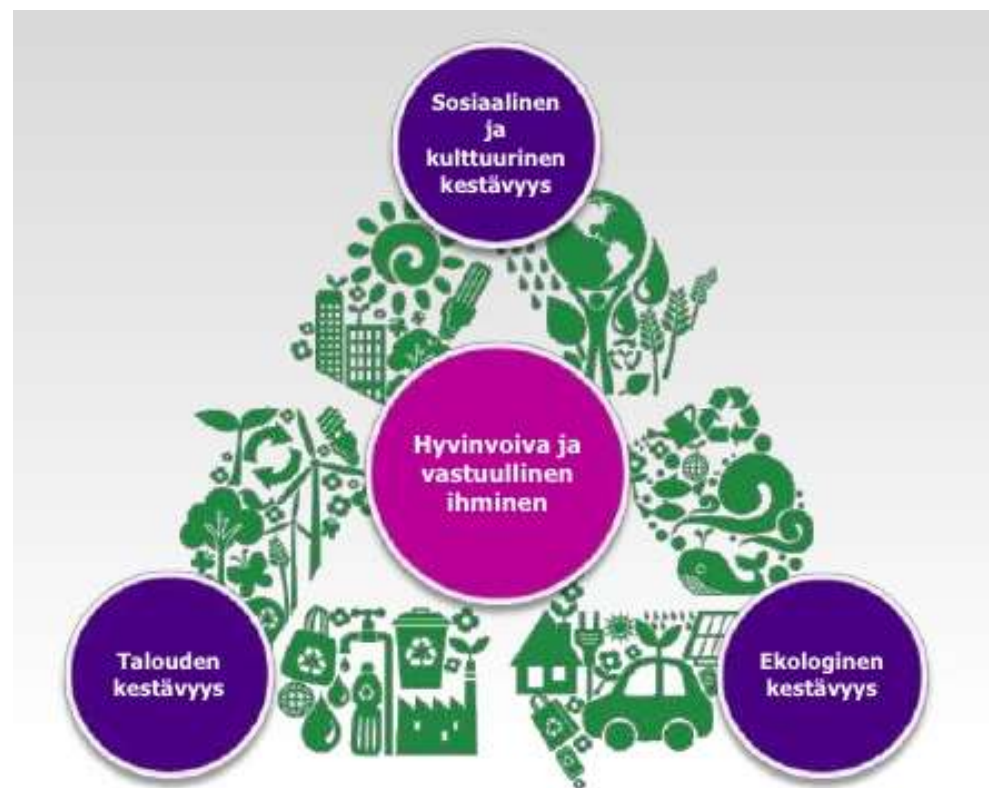 Sosiaalinen
ja
kulttuurinen
kestävyys
Hyvinvoiva ja
vastuullinen
ihminen
Talouden
kestävyys
Ekologinen
kestävyys